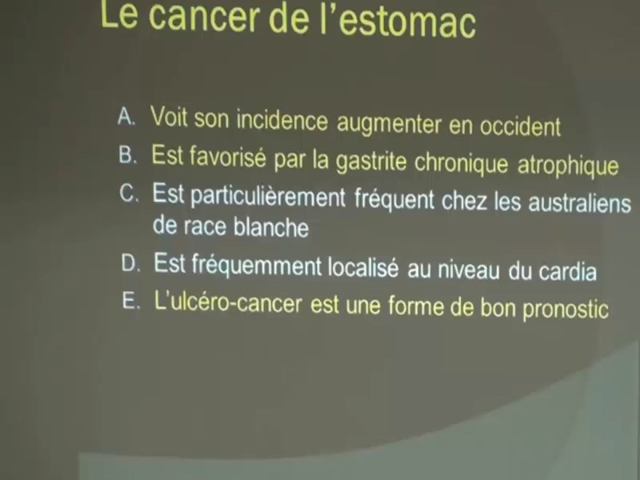 Le cancer de l'estomac
A. Voit son incidence augmenter en occident
B. Est favorisé par la gastrite chronique atrophique
C. Est particulièrement fréquent chez les australiens
de race blanche
D. Est fréquemment localisé au niveau du cardia
E. L'ulcéro-cancer est une forme de bon pronostic